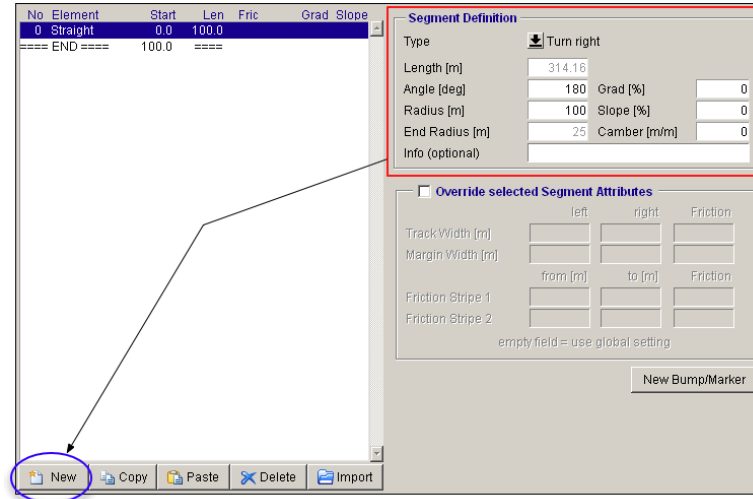 No Element Start Len Fric Grad Slope
0 Straight 0.0 100.0
==== END ==== 100.0 ====
New Copy Paste Delete Import
Segment Definition
Type Turn right
Length [m] 314.16
Angle [deg] 180 Grad [%] 0
Radius [m] 100 Slope [%] 0
End Radius [m] 25 Camber [m/m] 0
Info (optional)
Override selected Segment Attributes
left right Friction
Track Width [m]
Margin Width [m]
from [m] to [m] Friction
Friction Stripe 1
Friction Stripe 2
empty field = use global setting
New Bump/Marker